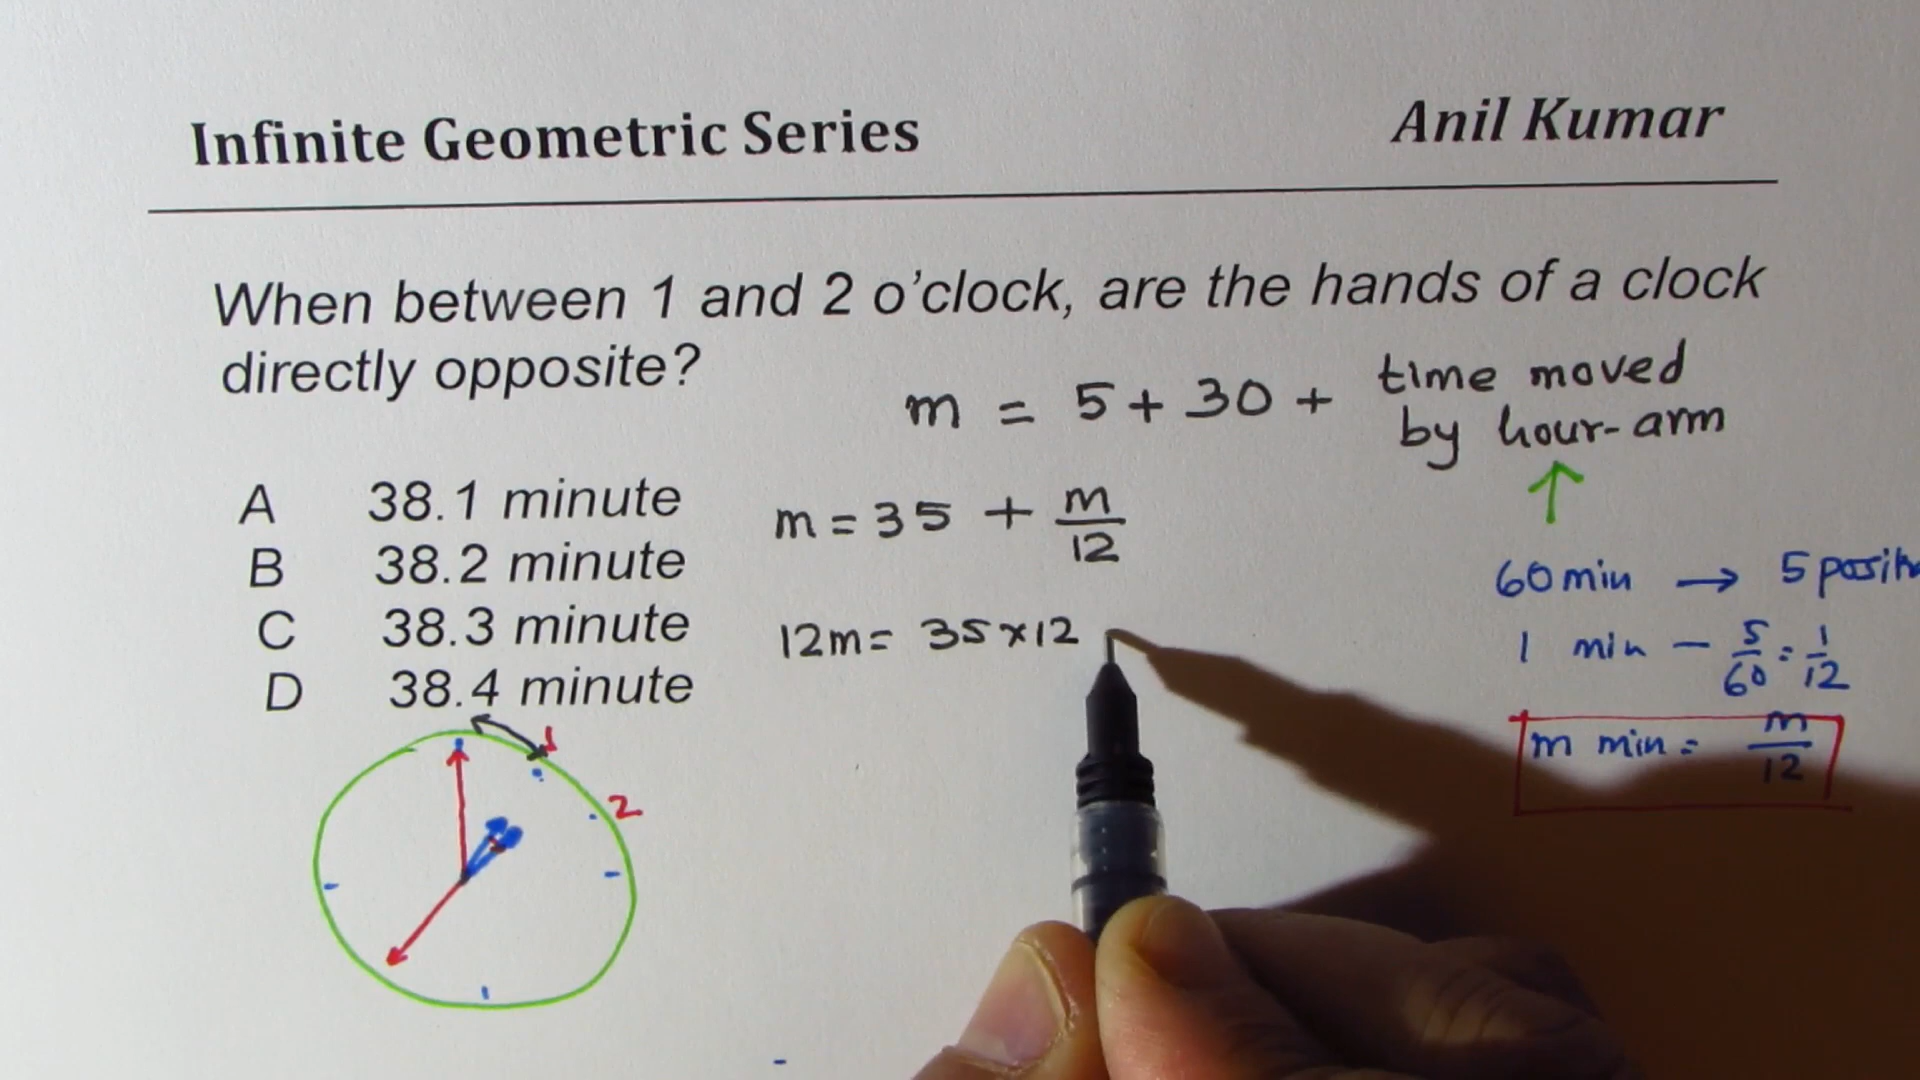 Infinite Geometric Series
Anil Kumar
When between 1 and 2 o'clock, are the hands of a clock
directly opposite?
m = 5 + 30 + time moved
by hour-arm
A 38.1 minute
B 38.2 minute
C 38.3 minute
D 38.4 minute
m = 35 + m/12
12m = 35×12
60 min → 5
1 min - 5/60 = 1/12
m min = m/12
1
2